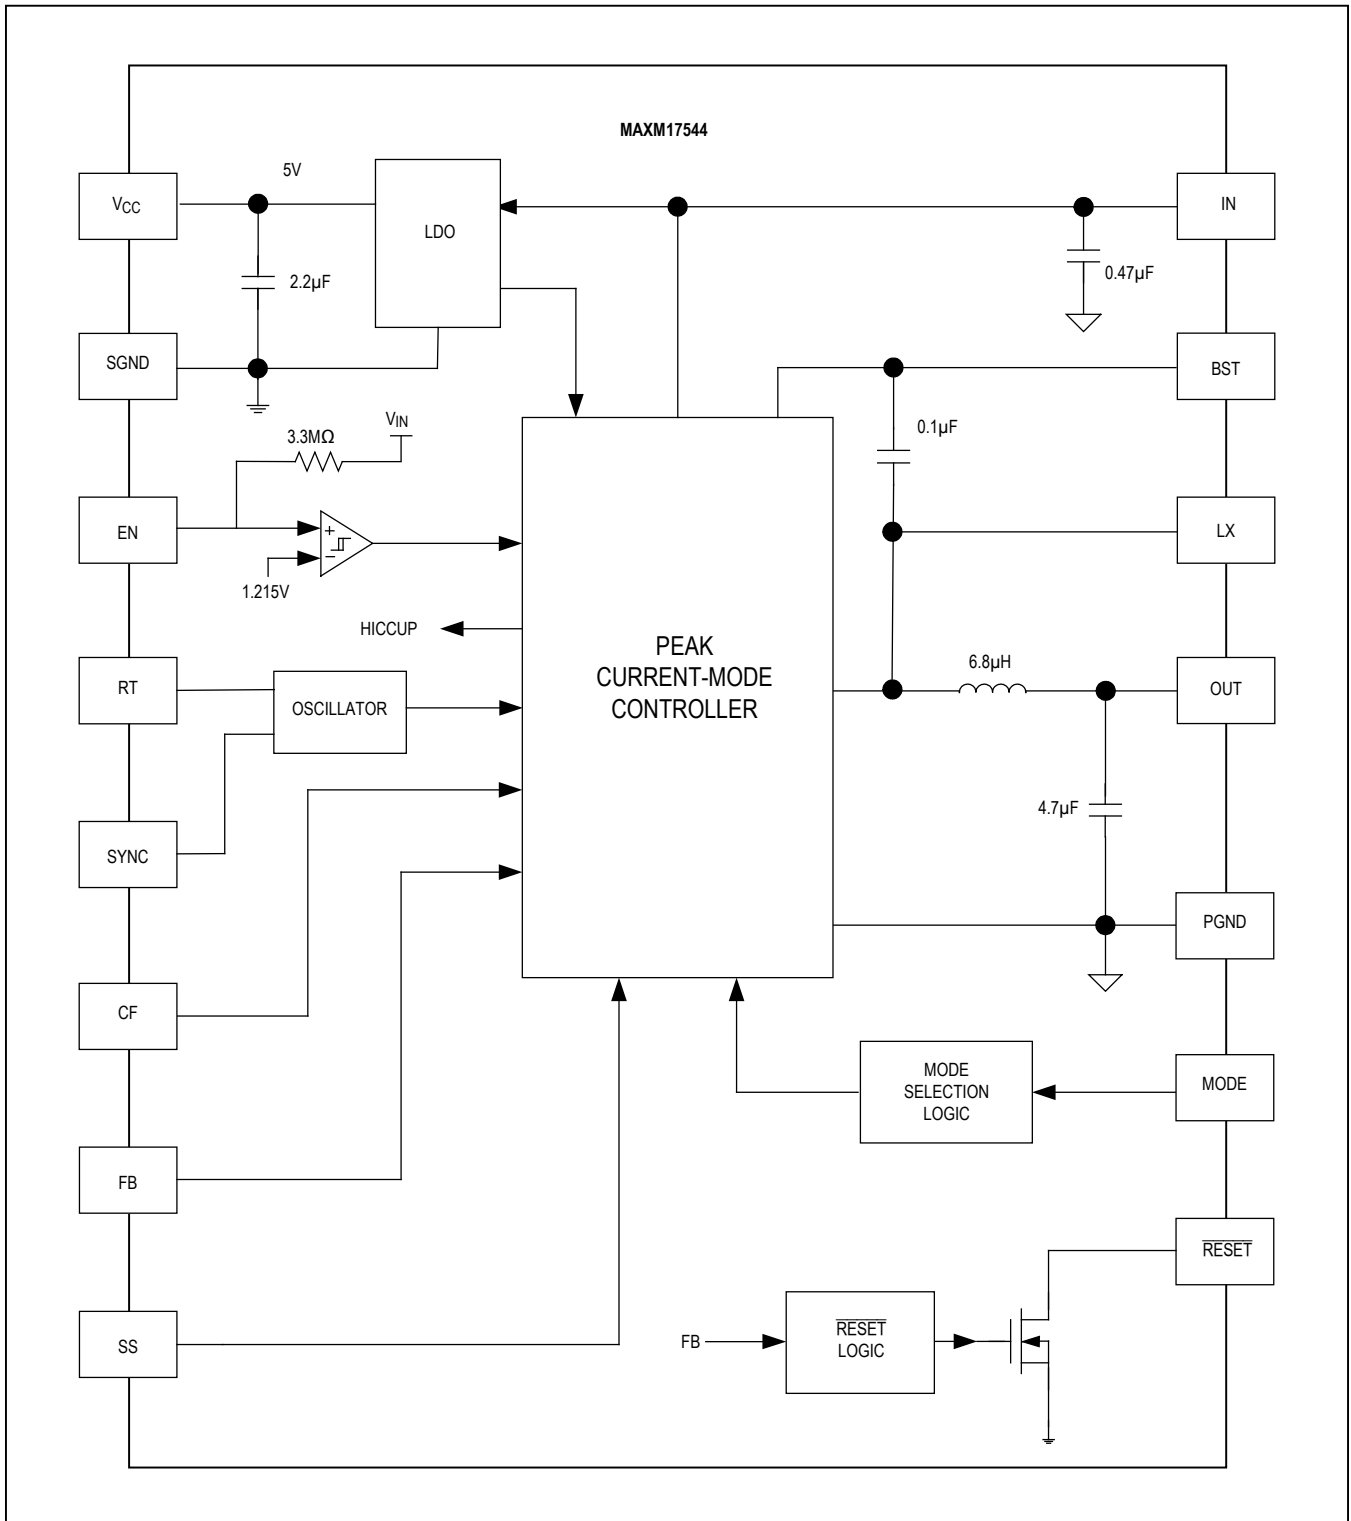 MAXM17544
VCC
5V
LDO
IN
2.2µF
0.47µF
SGND
BST
VIN
3.3MΩ
0.1µF
EN
+
−
1.215V
LX
HICCUP
PEAK
CURRENT-MODE
CONTROLLER
6.8µH
RT
OSCILLATOR
OUT
4.7µF
SYNC
PGND
CF
MODE
SELECTION
LOGIC
MODE
FB
RESET
FB
RESET
LOGIC
SS